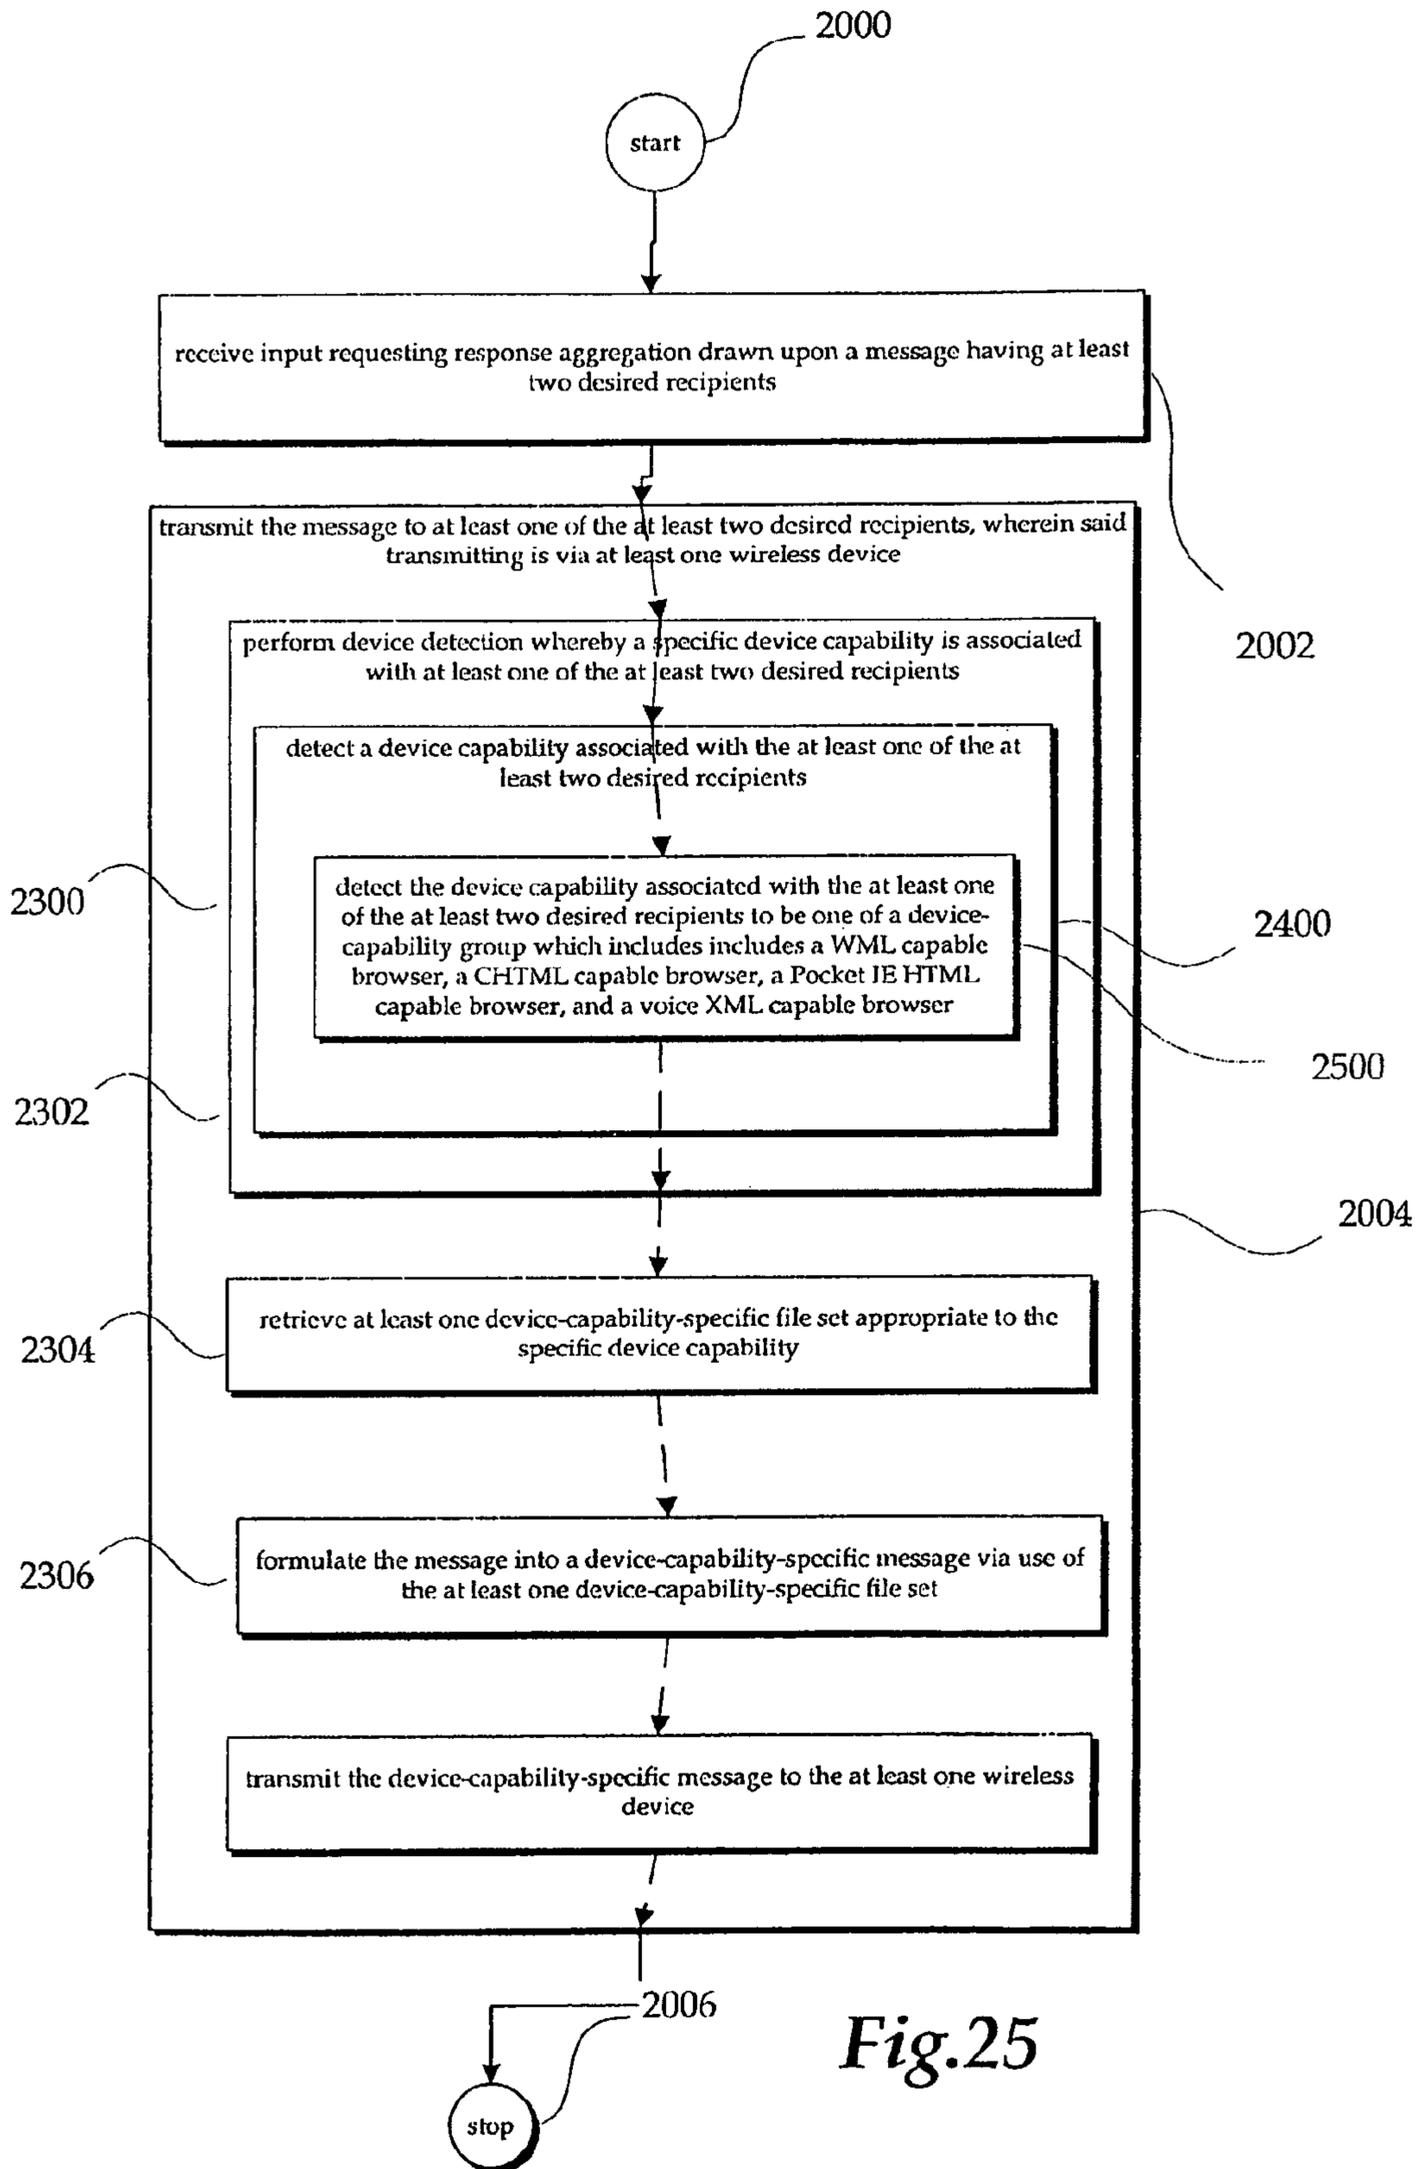 2000
start
receive input requesting response aggregation drawn upon a message having at least
two desired recipients
transmit the message to at least one of the at least two desired recipients, wherein said
transmitting is via at least one wireless device
2002
perform device detection whereby a specific device capability is associated
with at least one of the at least two desired recipients
detect a device capability associated with the at least one of the at
least two desired recipients
2300
detect the device capability associated with the at least one
of the at least two desired recipients to be one of a device-
capability group which includes includes a WML capable
browser, a CHTML capable browser, a Pocket IE HTML
capable browser, and a voice XML capable browser
2400
2500
2302
2004
2304
retrieve at least one device-capability-specific file set appropriate to the
specific device capability
2306
formulate the message into a device-capability-specific message via use of
the at least one device-capability-specific file set
transmit the device-capability-specific message to the at least one wireless
device
2006
Fig.25
stop